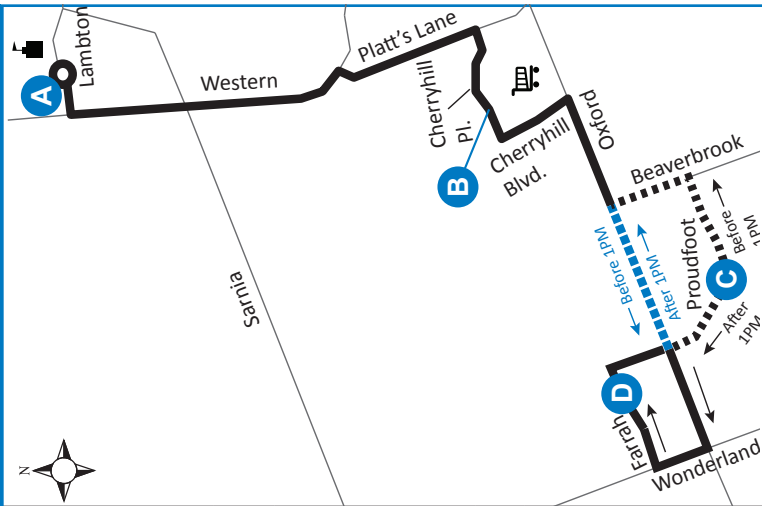 A
Lambton
Western
Platt's Lane
Cherryhill
Pl.
B
Cherryhill
Blvd.
Oxford
Beaverbrook
Sarnia
Before 1PM
After 1PM
Proudfoot
Before
1PM
C
After
1PM
D
Farrah
Wonderland
N